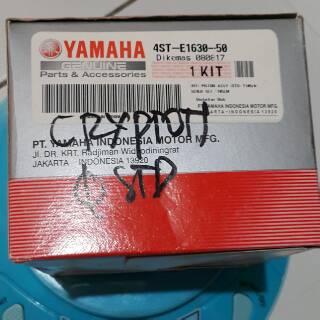 YAMAHA
GENUINE
Parts & Accessories
4ST-E1630-50
Dikemas 080817
1 KIT
CRYPTON
STD
PT. YAMAHA INDONESIA MOTOR MFG.
JL. DR. KRT. Radjiman Widyodiningrat
JAKARTA - INDONESIA 13920